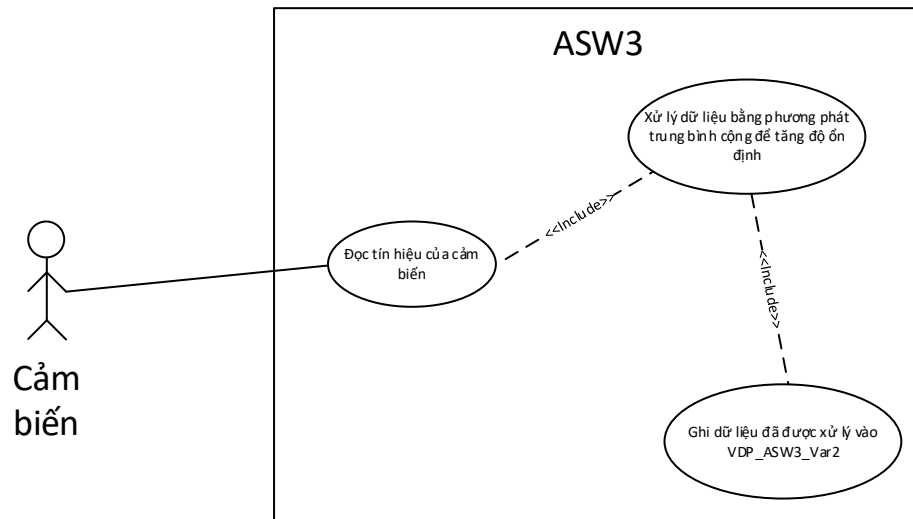 ASW3
Xử lý dữ liệu bằng phương phát
trung bình cộng để tăng độ ổn
định
<<Include>>
Đọc tín hiệu của cảm
biến
<<Include>>
Cảm
biến
Ghi dữ liệu đã được xử lý vào
VDP_ASW3_Var2